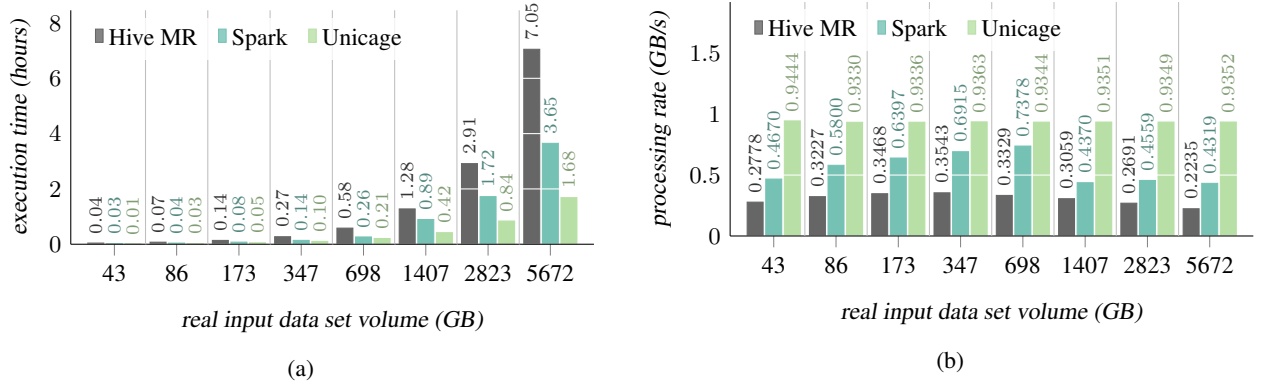 execution time (hours)
8
6
4
2
0
Hive MR Spark Unicage
0.04 0.03 0.01
0.07 0.04 0.03
0.14 0.08 0.05
0.27 0.14 0.10
0.58 0.26 0.21
1.28 0.89 0.42
2.91 1.72 0.84
7.05 3.65 1.68
43 86 173 347 698 1407 2823 5672
real input data set volume (GB)
(a)
processing rate (GB/s)
1.5
1
0.5
0
Hive MR Spark Unicage
0.2778 0.4670 0.9444
0.3227 0.5800 0.9330
0.3468 0.6397 0.9336
0.3543 0.6915 0.9363
0.3329 0.7378 0.9344
0.3059 0.4370 0.9351
0.2691 0.4559 0.9349
0.2235 0.4319 0.9352
43 86 173 347 698 1407 2823 5672
real input data set volume (GB)
(b)